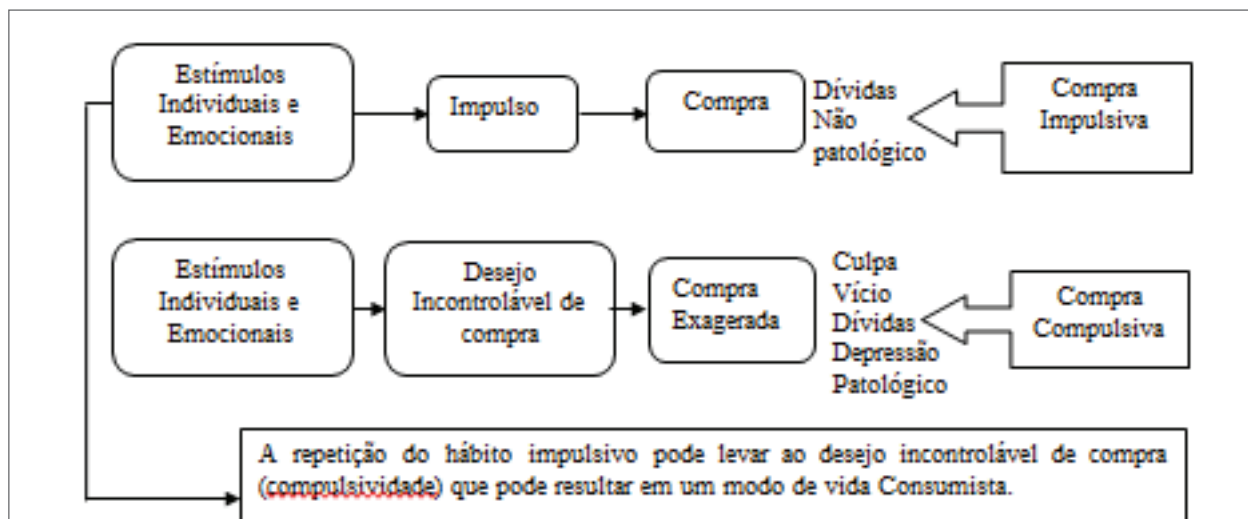 Estímulos
Individuais e
Emocionais
Impulso
Compra
Dívidas
Não
patológico
Compra
Impulsiva
Estímulos
Individuais e
Emocionais
Desejo
Incontrolável de
compra
Compra
Exagerada
Culpa
Vício
Dívidas
Depressão
Patológico
Compra
Compulsiva
A repetição do hábito impulsivo pode levar ao desejo incontrolável de compra
(compulsividade) que pode resultar em um modo de vida Consumista.